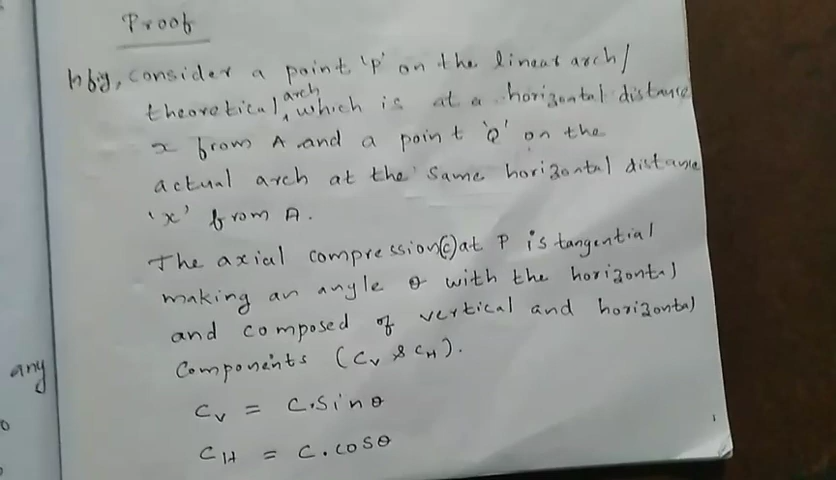 Proof
In fig, consider a point 'P' on the linear arch/
theoretical arch, which is at a horizontal distance
x from A and a point 'Q' on the
actual arch at the same horizontal distance
'x' from A.
The axial compression(C) at P is tangential
making an angle θ with the horizontal
and composed of vertical and horizontal
Components (Cv & CH).
Cv = C.sinθ
CH = C.cosθ
any